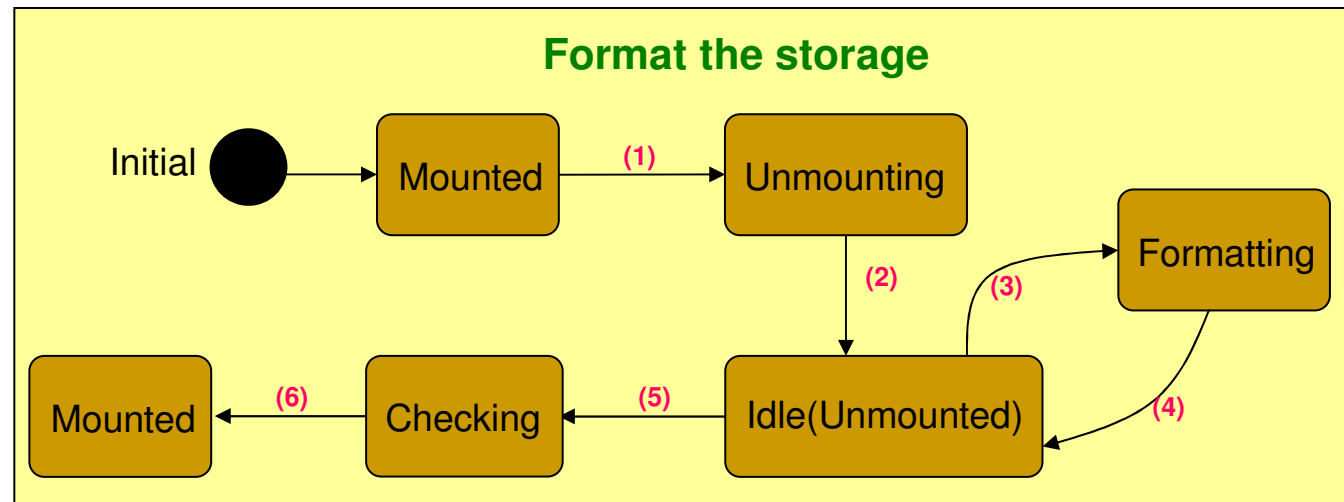 Format the storage
Initial
Mounted
(1)
Unmounting
(2)
(3)
Formatting
(4)
Idle(Unmounted)
(5)
Checking
(6)
Mounted